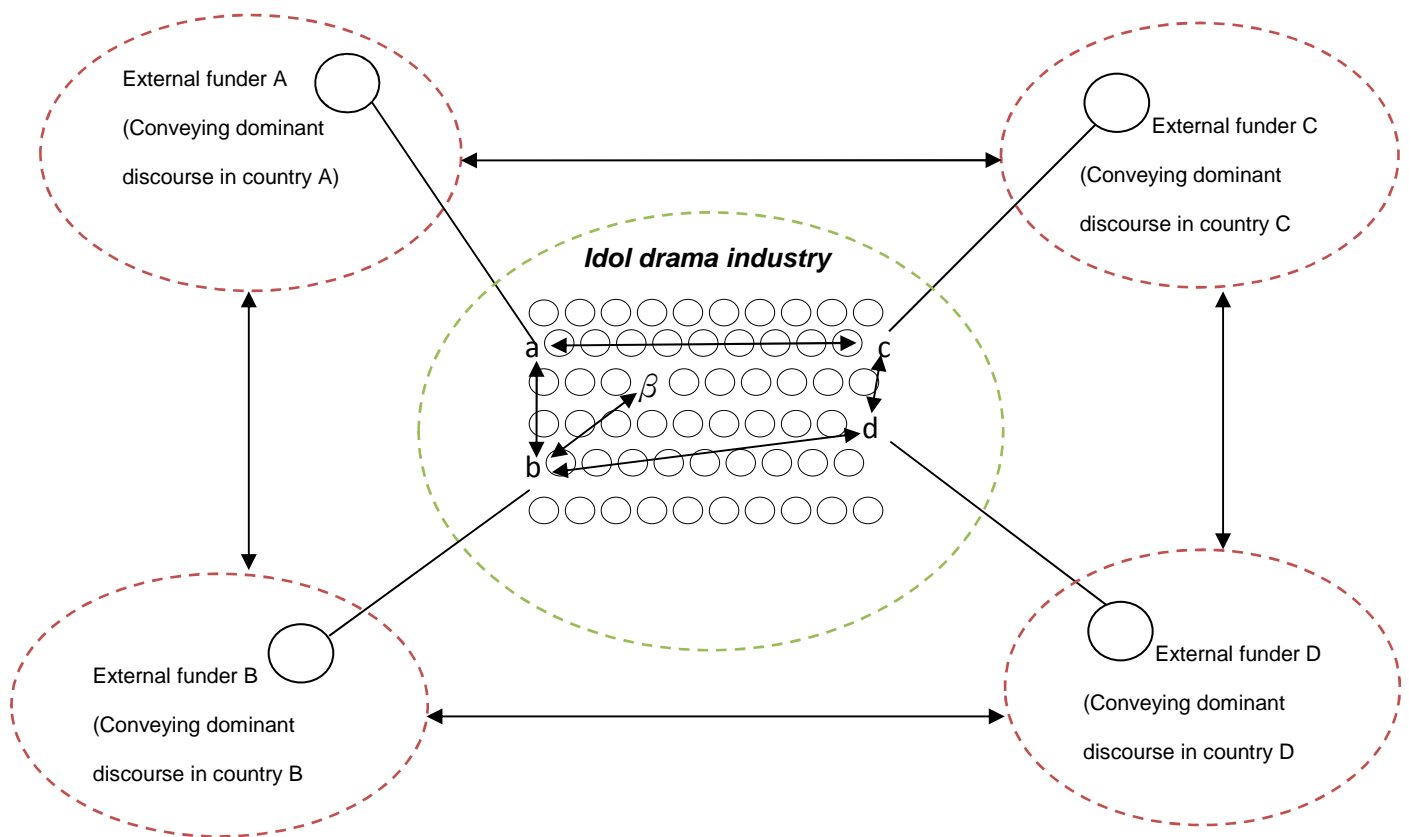 External funder A
(Conveying dominant
discourse in country A)
External funder C
(Conveying dominant
discourse in country C
Idol drama industry
a
c
β
d
b
External funder B
(Conveying dominant
discourse in country B
External funder D
(Conveying dominant
discourse in country D